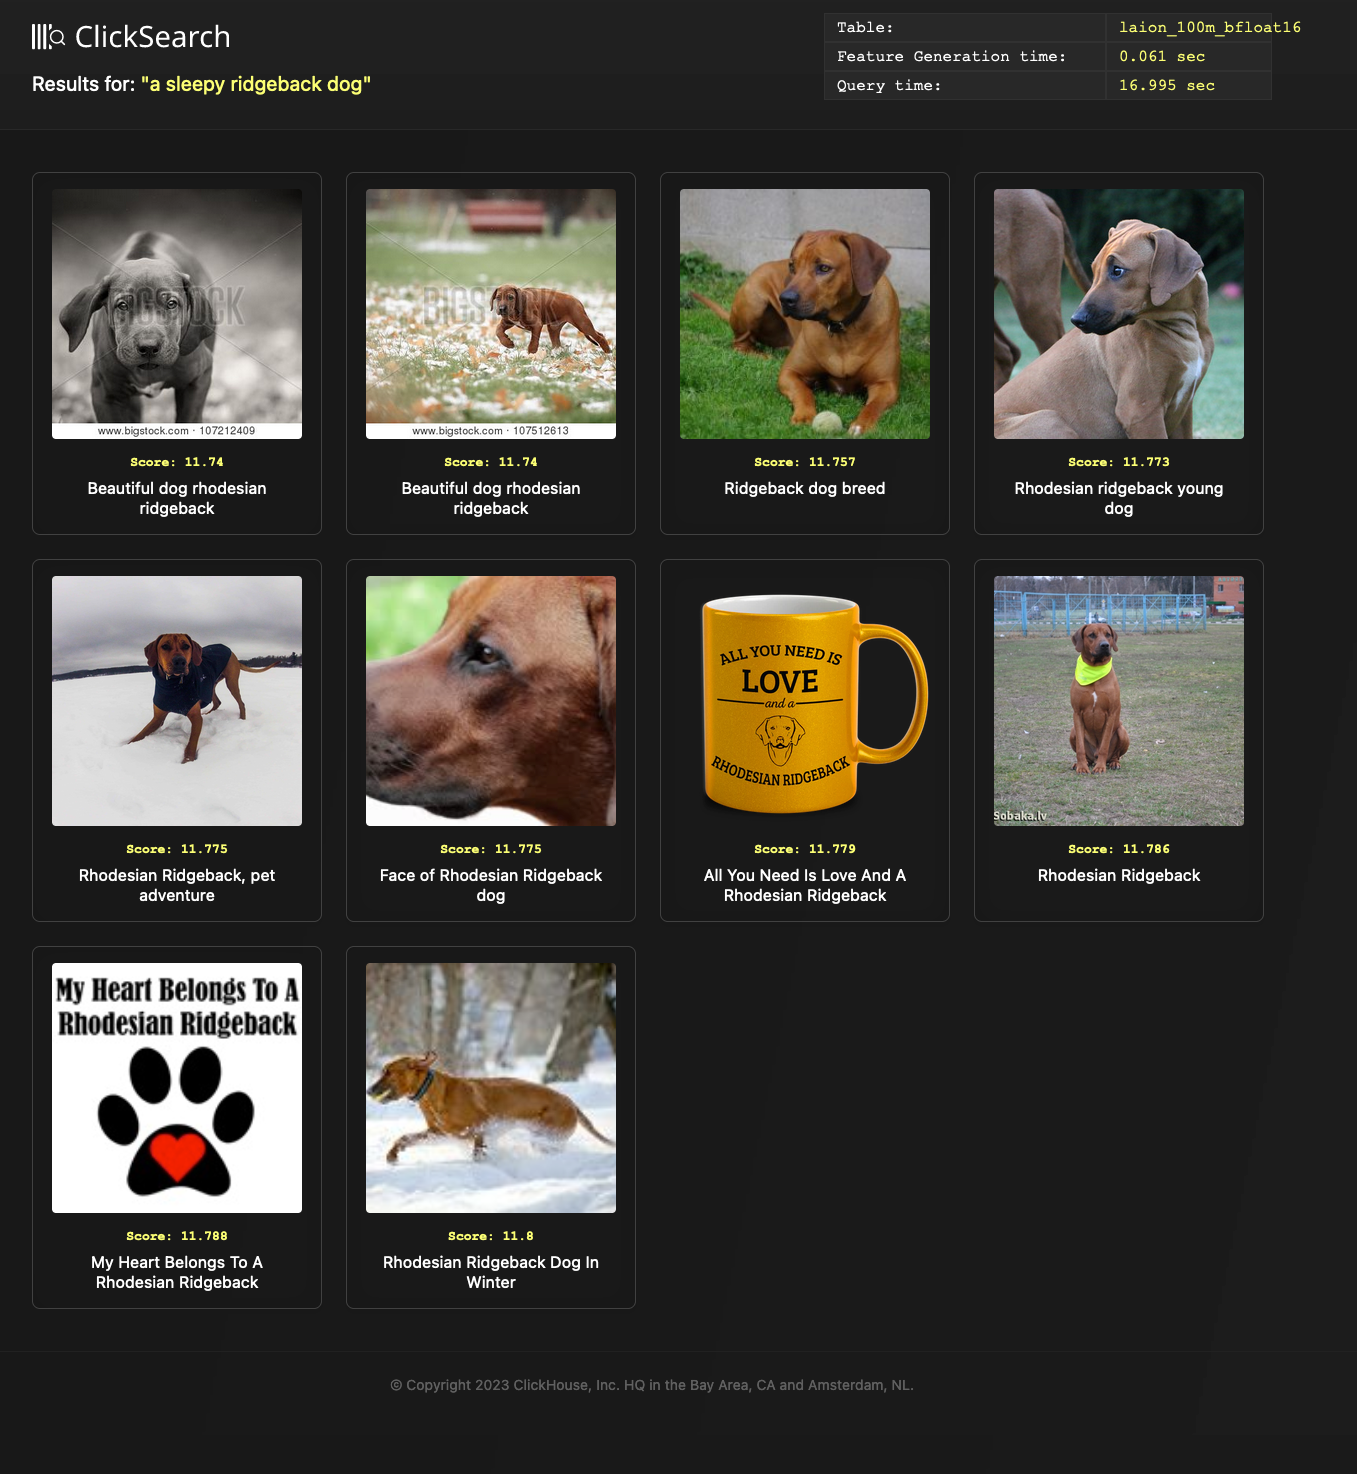 ClickSearch
Results for: "a sleepy ridgeback dog"
Table: laion_100m_bfloat16
Feature Generation time: 0.061 sec
Query time: 16.995 sec
BIGSTOCK
www.bigstock.com · 107212409
Score: 11.74
Beautiful dog rhodesian
ridgeback
BIGSTOCK
www.bigstock.com · 107512613
Score: 11.74
Beautiful dog rhodesian
ridgeback
Score: 11.757
Ridgeback dog breed
Score: 11.773
Rhodesian ridgeback young
dog
Score: 11.775
Rhodesian Ridgeback, pet
adventure
Score: 11.775
Face of Rhodesian Ridgeback
dog
ALL YOU NEED IS
LOVE
and a
RHODESIAN RIDGEBACK
Score: 11.779
All You Need Is Love And A
Rhodesian Ridgeback
Sobaka.lv
Score: 11.786
Rhodesian Ridgeback
My Heart Belongs To A
Rhodesian Ridgeback
Score: 11.788
My Heart Belongs To A
Rhodesian Ridgeback
Score: 11.8
Rhodesian Ridgeback Dog In
Winter
© Copyright 2023 ClickHouse, Inc. HQ in the Bay Area, CA and Amsterdam, NL.